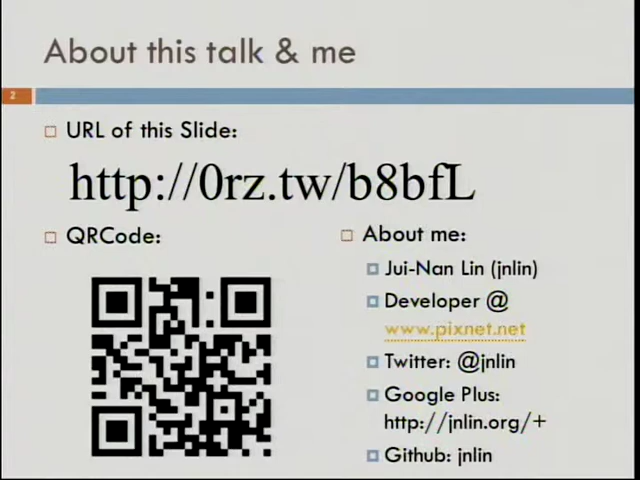 About this talk & me
2
URL of this Slide:
http://0rz.tw/b8bfL
QRCode:
About me:
Jui-Nan Lin (jnlin)
Developer @
www.pixnet.net
Twitter: @jnlin
Google Plus:
http://jnlin.org/+
Github: jnlin